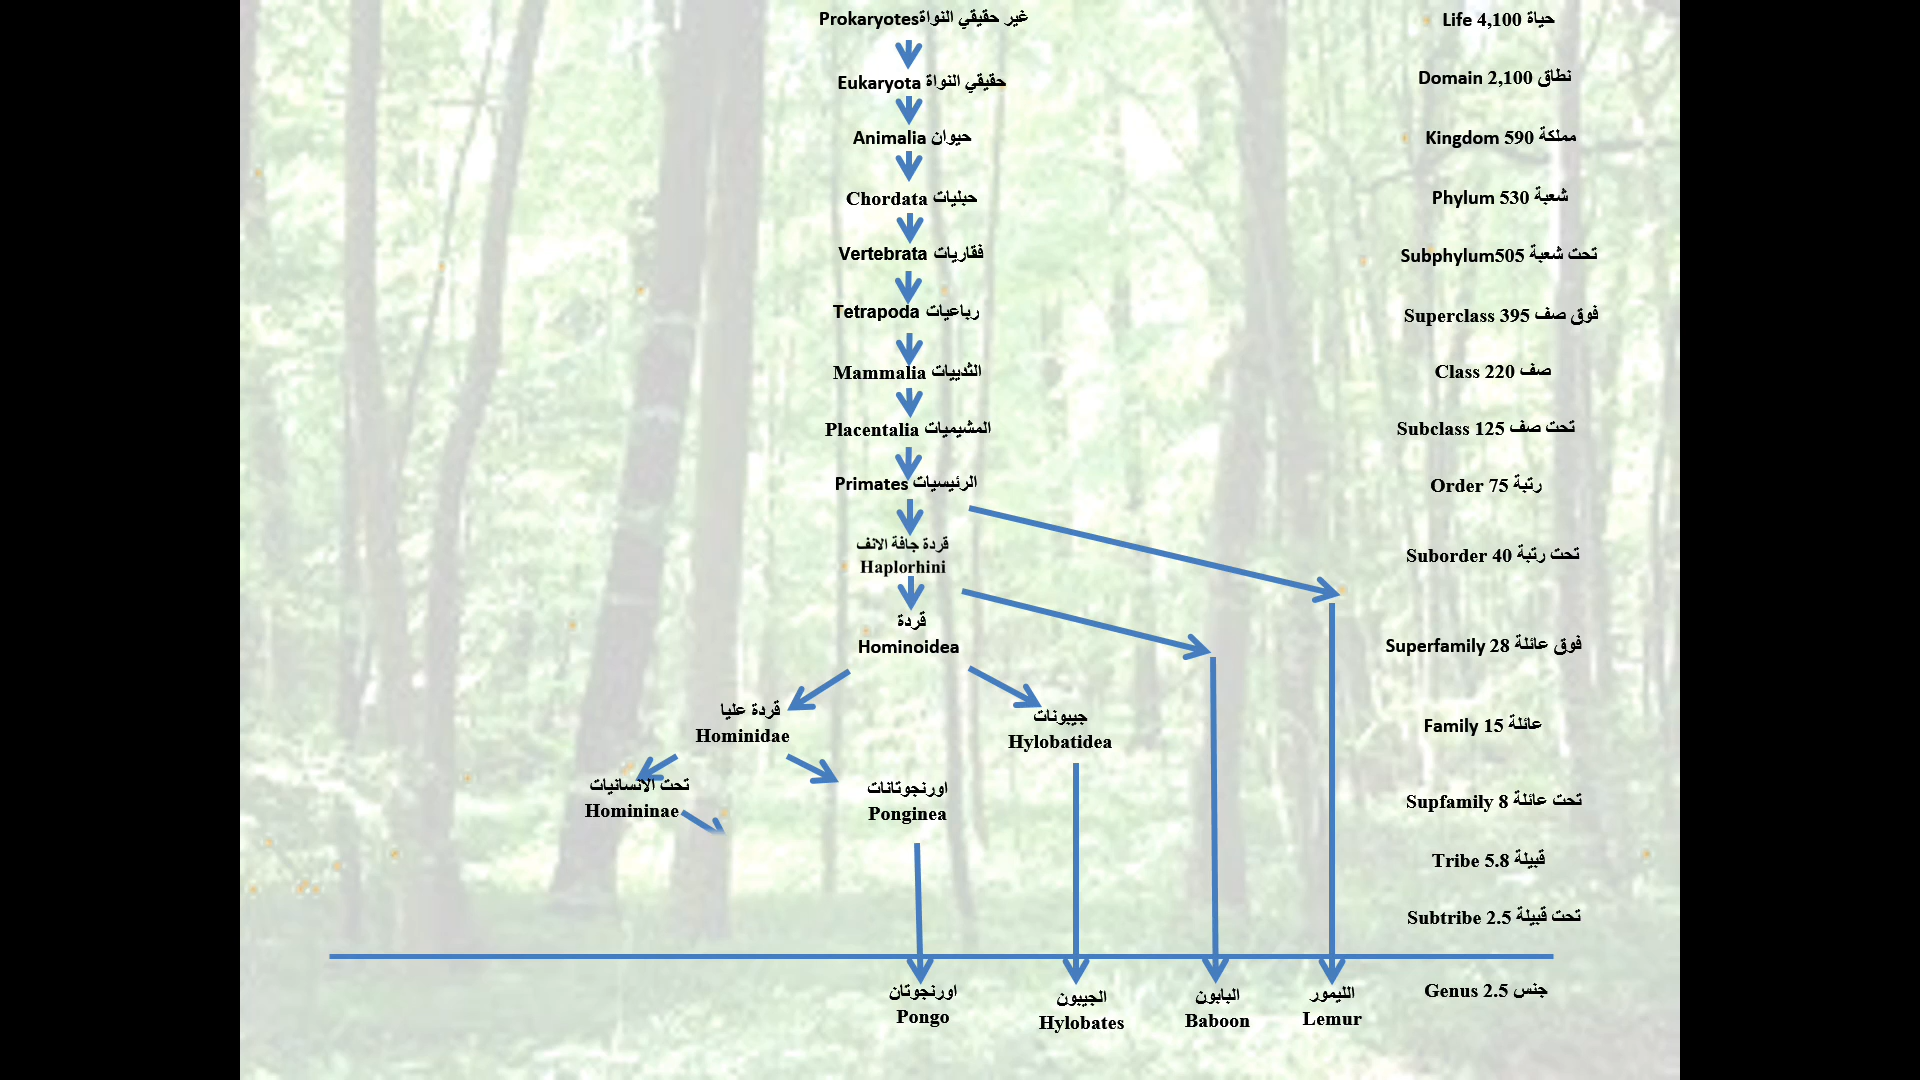 Prokaryotesغير حقيقي النواة
Life 4,100 حياة
Eukaryota حقيقي النواة
Domain 2,100 نطاق
Animalia حيوان
Kingdom 590 مملكة
Chordata حبليات
Phylum 530 شعبة
Vertebrata فقاريات
Subphylum505 تحت شعبة
Tetrapoda رباعيات
Superclass 395 فوق صف
Mammalia الثدييات
Class 220 صف
Placentalia المشيميات
Subclass 125 تحت صف
Primates الرئيسيات
Order 75 رتبة
قردة جافة الانف
Haplorhini
Suborder 40 تحت رتبة
قردة
Hominoidea
Superfamily 28 فوق عائلة
قردة عليا
Hominidae
جيبونات
Hylobatidea
Family 15 عائلة
تحت الانسانيات
Homininae
اورنجوتانات
Ponginea
Supfamily 8 تحت عائلة
Tribe 5.8 قبيلة
Subtribe 2.5 تحت قبيلة
اورنجوتان
Pongo
الجيبون
Hylobates
البابون
Baboon
الليمور
Lemur
Genus 2.5 جنس